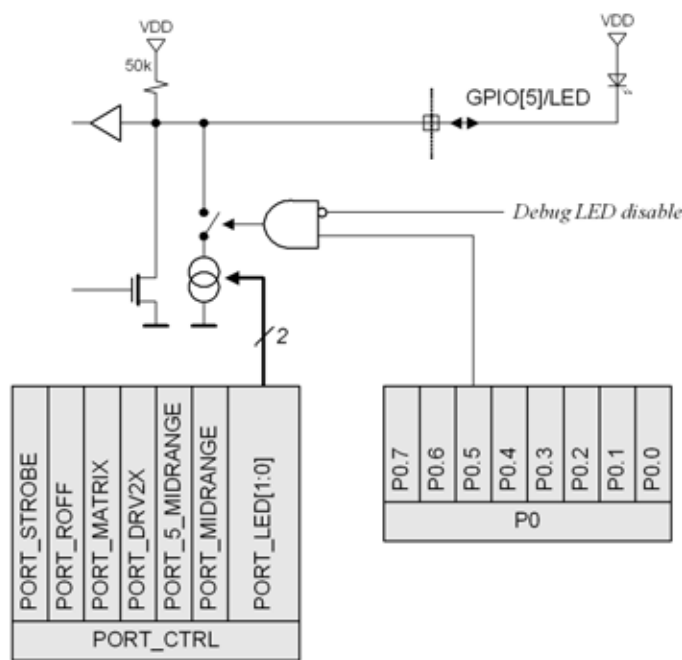 VDD
VDD
50k
GPIO[5]/LED
Debug LED disable
2
PORT_STROBE
PORT_ROFF
PORT_MATRIX
PORT_DRV2X
PORT_5_MIDRANGE
PORT_MIDRANGE
PORT_LED[1:0]
PORT_CTRL
P0.7
P0.6
P0.5
P0.4
P0.3
P0.2
P0.1
P0.0
P0